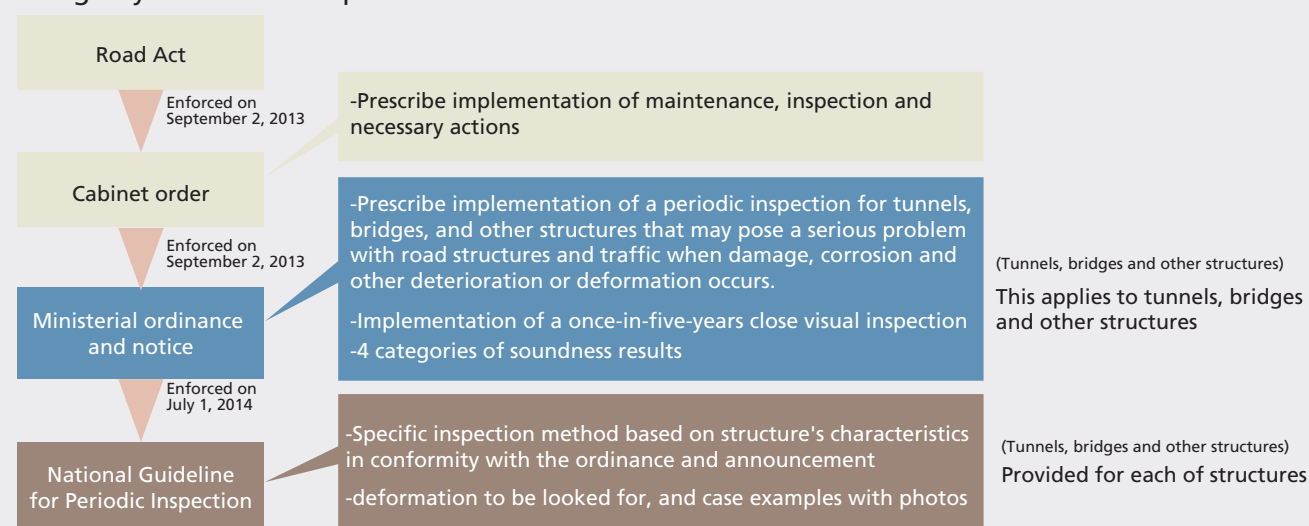 Road Act
Enforced on
September 2, 2013
-Prescribe implementation of maintenance, inspection and
necessary actions
Cabinet order
Enforced on
September 2, 2013
-Prescribe implementation of a periodic inspection for tunnels,
bridges, and other structures that may pose a serious problem
with road structures and traffic when damage, corrosion and
other deterioration or deformation occurs.
-Implementation of a once-in-five-years close visual inspection
-4 categories of soundness results
(Tunnels, bridges and other structures)
This applies to tunnels, bridges
and other structures
Ministerial ordinance
and notice
Enforced on
July 1, 2014
-Specific inspection method based on structure's characteristics
in conformity with the ordinance and announcement
-deformation to be looked for, and case examples with photos
(Tunnels, bridges and other structures)
Provided for each of structures
National Guideline
for Periodic Inspection